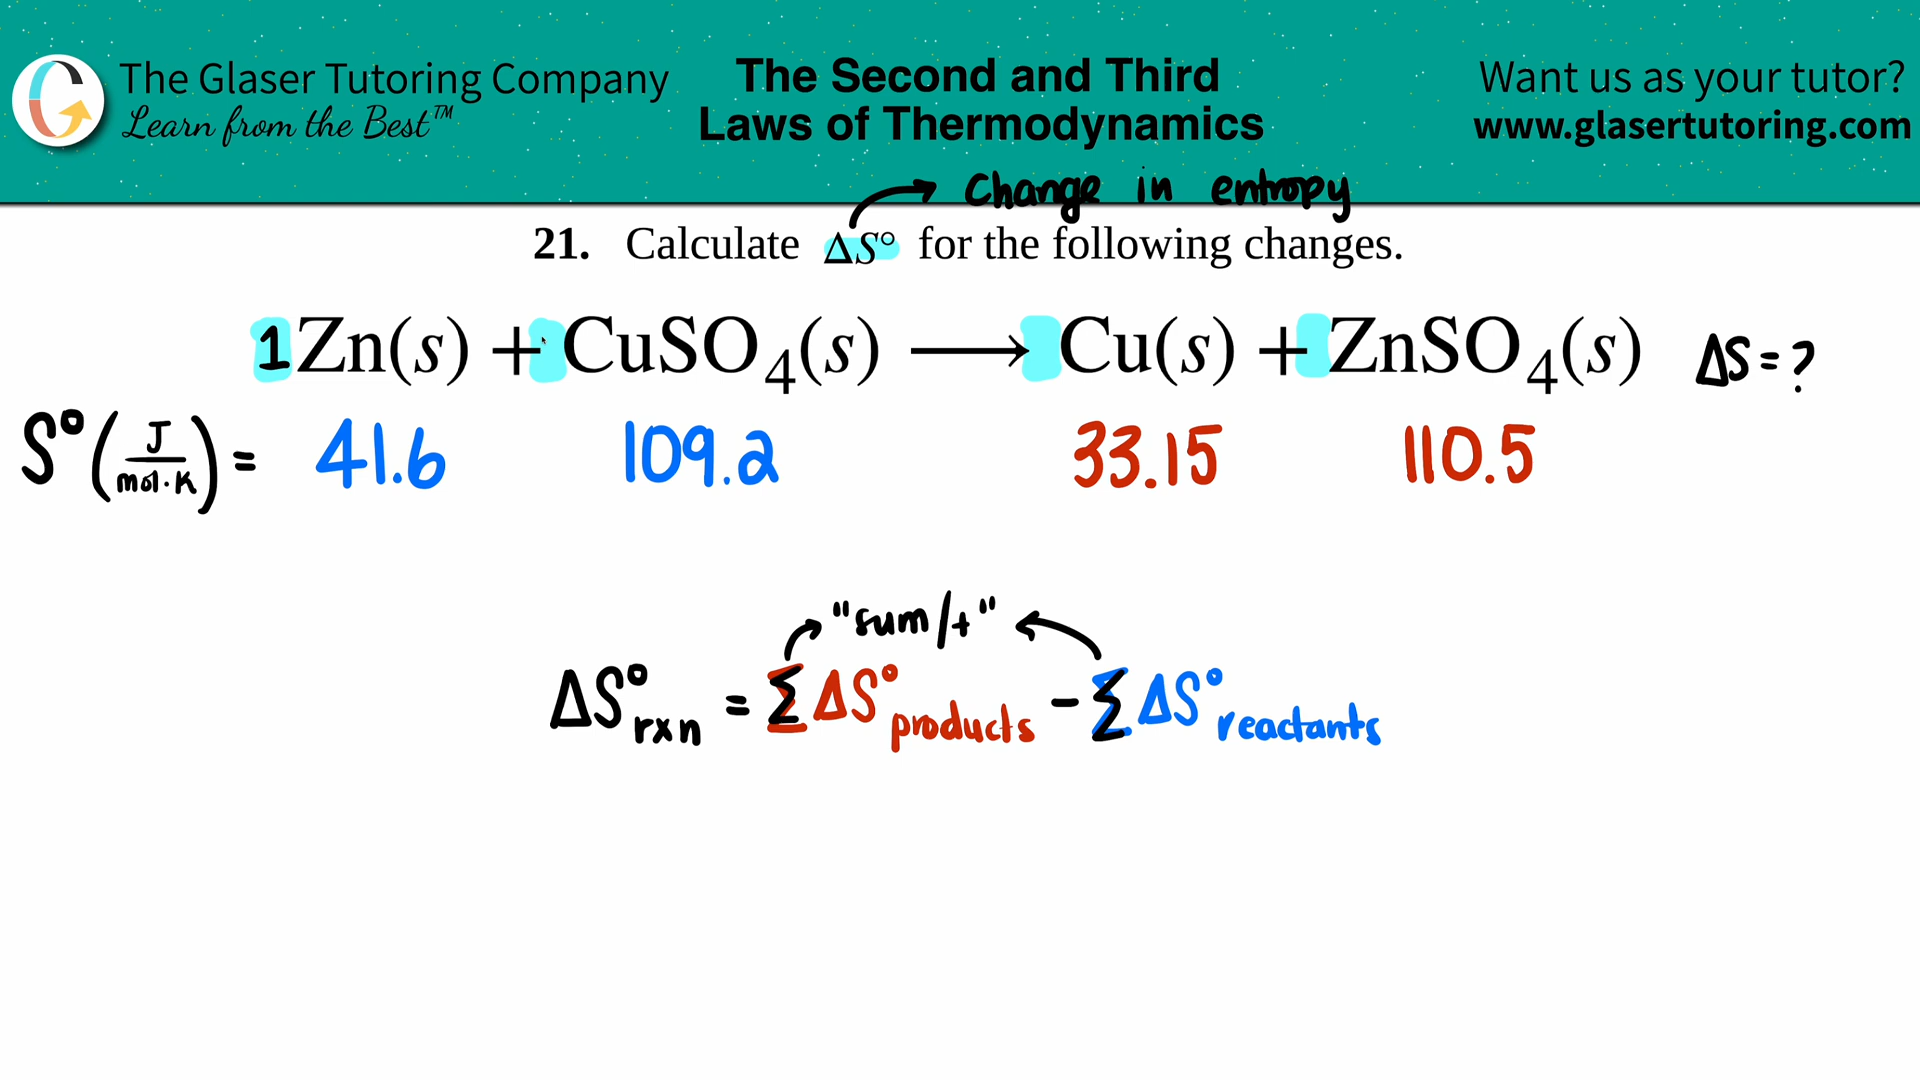 The Glaser Tutoring Company
Learn from the Best™
The Second and Third
Laws of Thermodynamics
Want us as your tutor?
www.glasertutoring.com
Change in entropy
21. Calculate ΔS° for the following changes.
1Zn(s) + CuSO₄(s) ⟶ Cu(s) + ZnSO₄(s) ΔS = ?
S° (J/mol·K) = 41.6 109.2 33.15 110.5
"sum/+"
ΔS°rxn = ΣΔS°products - ΣΔS°reactants